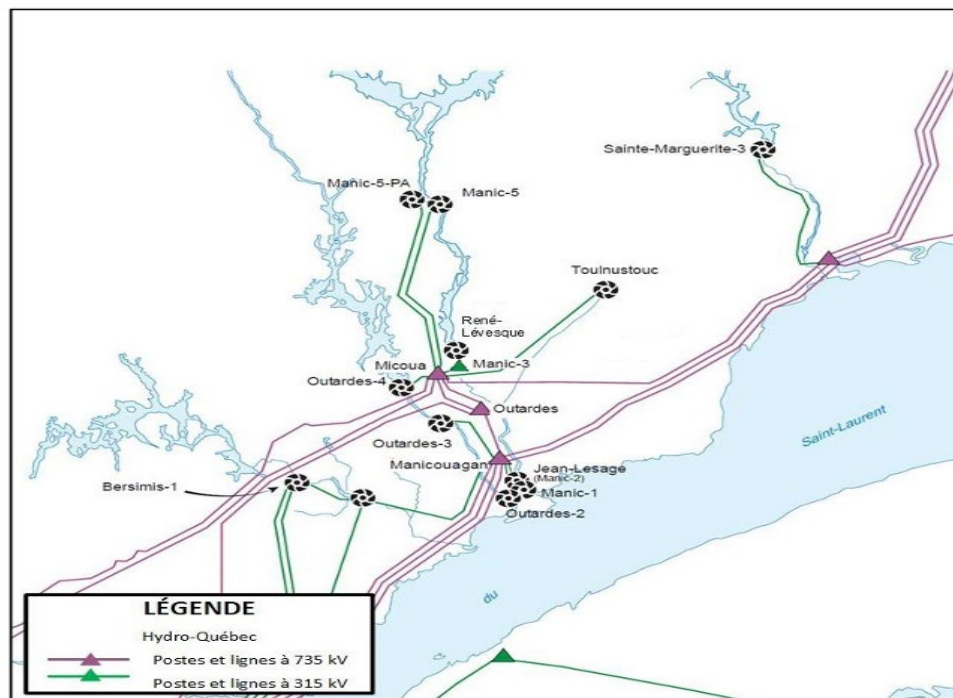 Sainte-Marguerite-3
Manic-5-PA
Manic-5
Toulnustouc
René-
Lévesque
Micoua
Manic-3
Outardes-4
Outardes
Outardes-3
Saint-Laurent
Manicouagan
Jean-Lesage
(Manic-2)
Bersimis-1
Manic-1
Outardes-2
du
LÉGENDE
Hydro-Québec
Postes et lignes à 735 kV
Postes et lignes à 315 kV